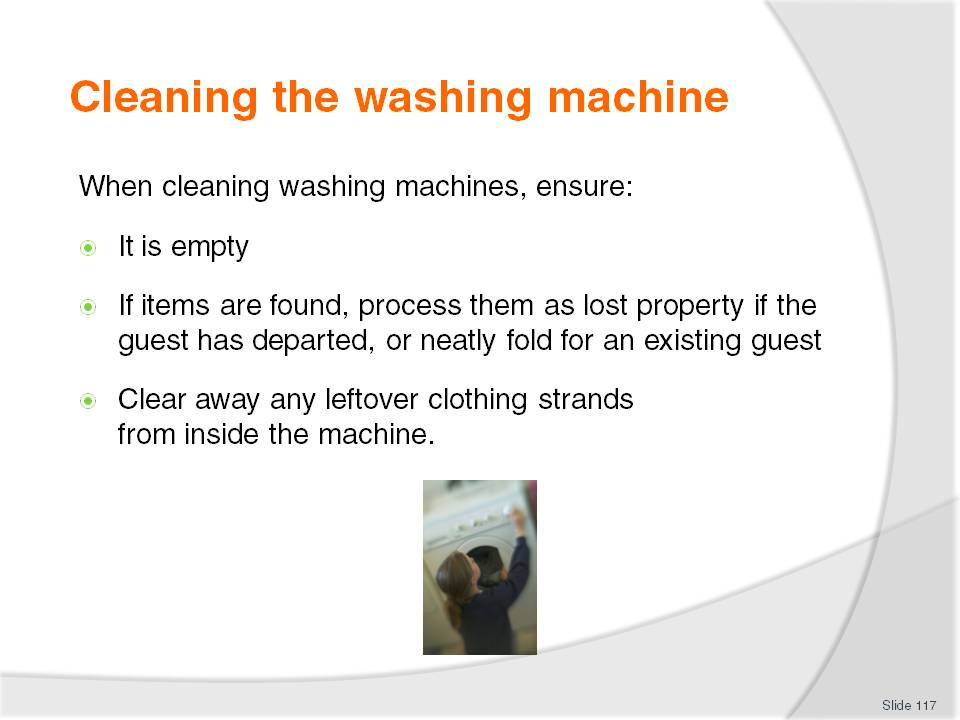 Cleaning the washing machine
When cleaning washing machines, ensure:
It is empty
If items are found, process them as lost property if the
guest has departed, or neatly fold for an existing guest
Clear away any leftover clothing strands
from inside the machine.
Slide 117